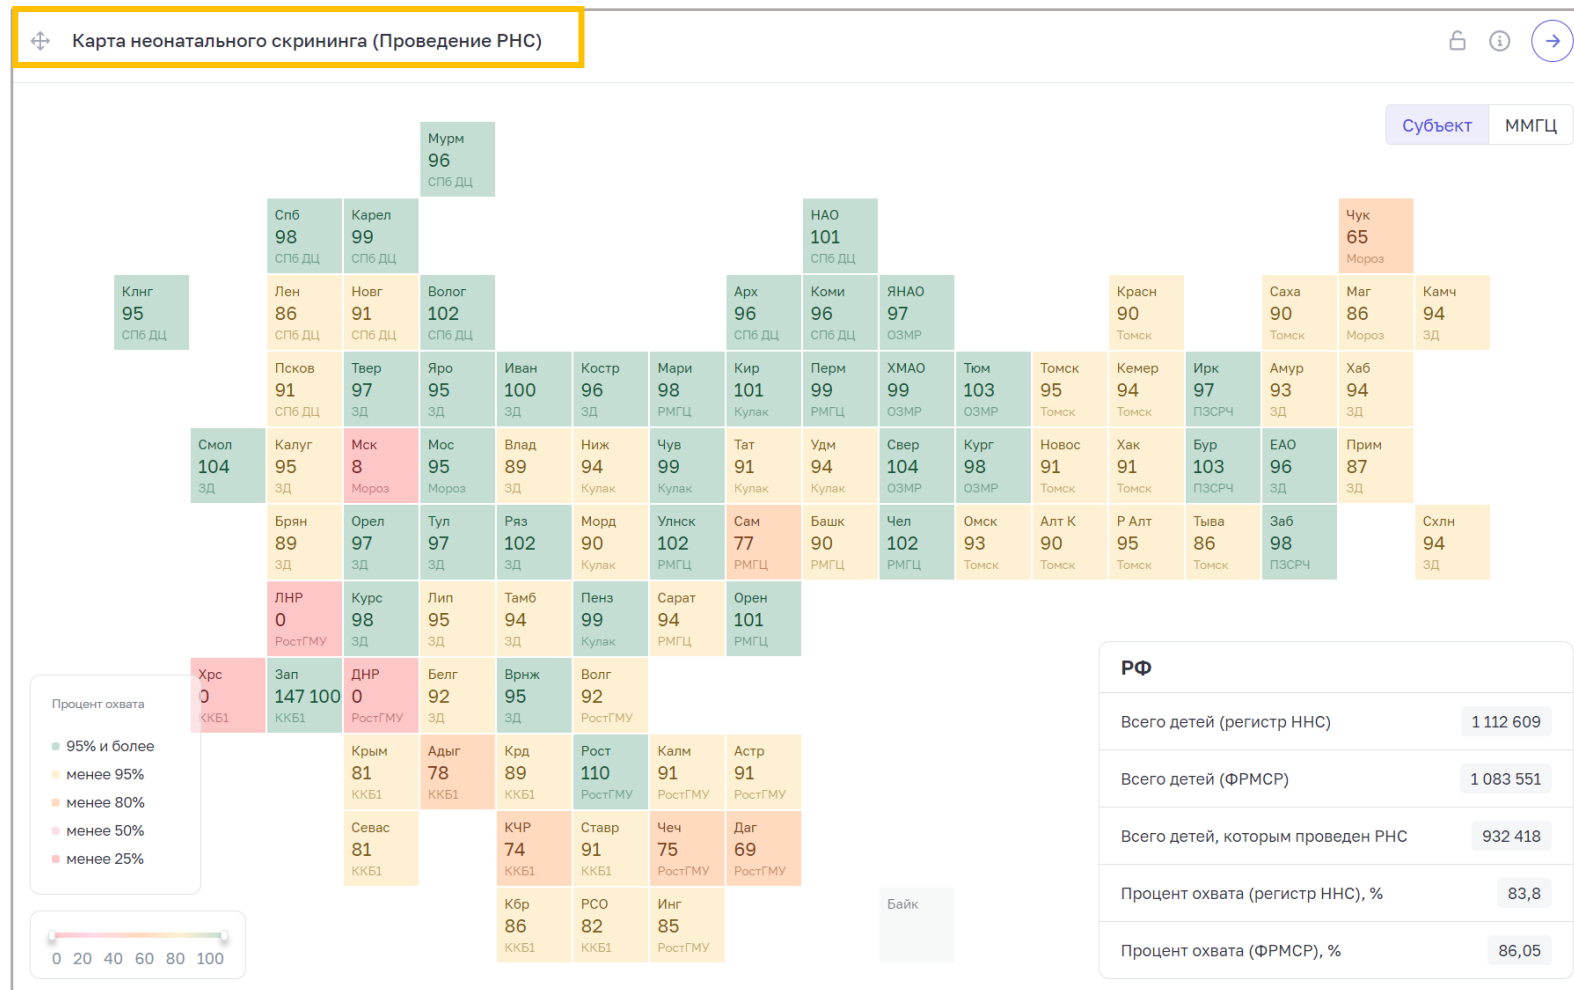 Карта неонатального скрининга (Проведение РНС)
Субъект ММГЦ
Мурм
96
СПб ДЦ
Спб Карел НАО Чук
98 99 101 65
СПб ДЦ СПб ДЦ СПб ДЦ Мороз
Клнг Лен Новг Волог Арх Коми ЯНАО Красн Саха Маг Камч
95 86 91 102 96 96 97 90 90 86 94
СПб ДЦ СПб ДЦ СПб ДЦ СПб ДЦ СПб ДЦ СПб ДЦ ОЗМР Томск Томск Мороз ЗД
Псков Твер Яро Иван Костр Мари Кир Перм ХМАО Тюм Томск Кемер Ирк Амур Хаб
91 97 95 100 96 98 101 99 99 103 95 94 97 93 94
СПб ДЦ ЗД ЗД ЗД ЗД РМГЦ Кулак РМГЦ ОЗМР ОЗМР Томск Томск ПЗСРЧ ЗД ЗД
Смол Калуг Мск Мос Влад Ниж Чув Тат Удм Свер Кург Новос Хак Бур ЕАО Прим
104 95 8 95 89 94 99 91 94 104 98 91 91 103 96 87
ЗД ЗД Мороз Мороз ЗД Кулак Кулак Кулак Кулак ОЗМР ОЗМР Томск Томск ПЗСРЧ ЗД ЗД
Брян Орел Тул Ряз Морд Улнск Сам Башк Чел Омск Алт К Р Алт Тыва Заб Схлн
89 97 97 102 90 102 77 90 102 93 90 95 86 98 94
ЗД ЗД ЗД ЗД Кулак РМГЦ РМГЦ РМГЦ РМГЦ Томск Томск Томск Томск ПЗСРЧ ЗД
ЛНР Курс Лип Тамб Пенз Сарат Орен
0 98 95 94 99 94 101
РостГМУ ЗД ЗД ЗД Кулак РМГЦ РМГЦ
Хрс Зап ДНР Белг Врнж Волг
0 147 100 0 92 95 92
ККБ1 ККБ1 РостГМУ ЗД ЗД РостГМУ
Крым Адыг Крд Рост Калм Астр
81 78 89 110 91 91
ККБ1 ККБ1 ККБ1 РостГМУ РостГМУ РостГМУ
Севас КЧР Ставр Чеч Даг
81 74 91 75 69
ККБ1 ККБ1 ККБ1 РостГМУ РостГМУ
Кбр РСО Инг Байк
86 82 85
ККБ1 ККБ1 РостГМУ
Процент охвата
95% и более
менее 95%
менее 80%
менее 50%
менее 25%
0 20 40 60 80 100
РФ
Всего детей (регистр ННС) 1 112 609
Всего детей (ФРМСР) 1 083 551
Всего детей, которым проведен РНС 932 418
Процент охвата (регистр ННС), % 83,8
Процент охвата (ФРМСР), % 86,05